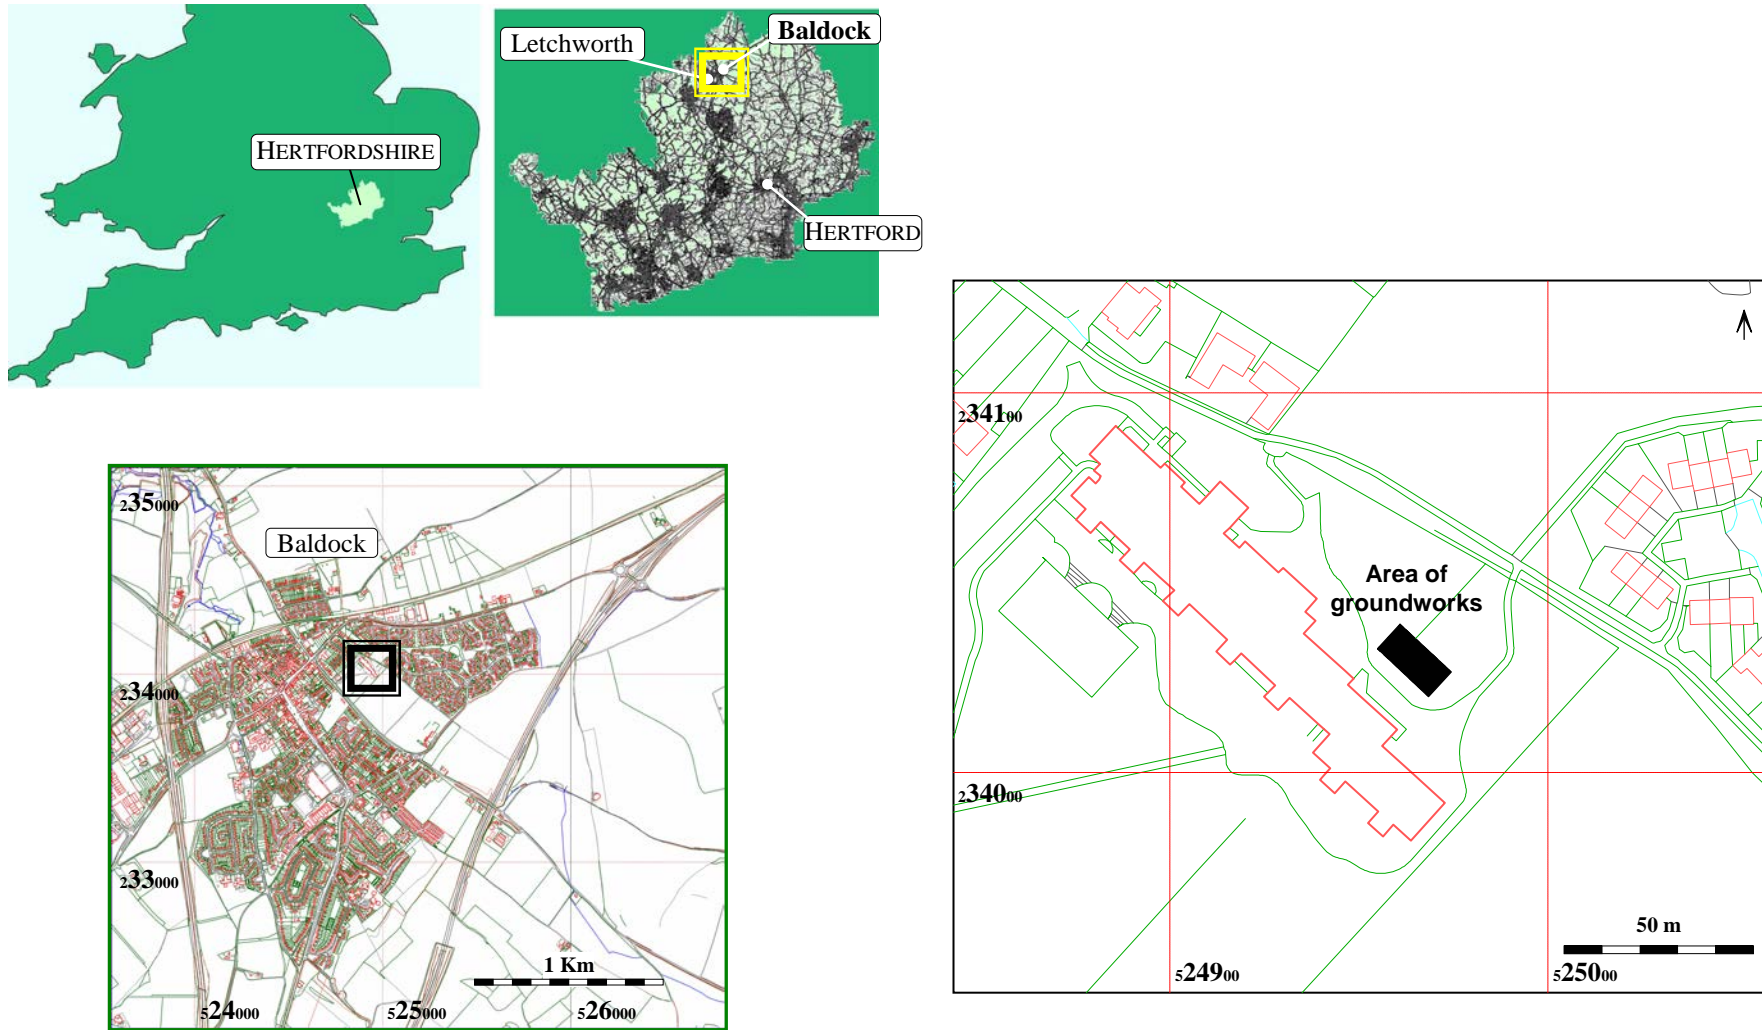 Letchworth
Baldock
HERTFORDSHIRE
HERTFORD
234100
Area of
groundworks
234000
50 m
524900
525000
235000
Baldock
234000
233000
1 Km
524000
525000
526000